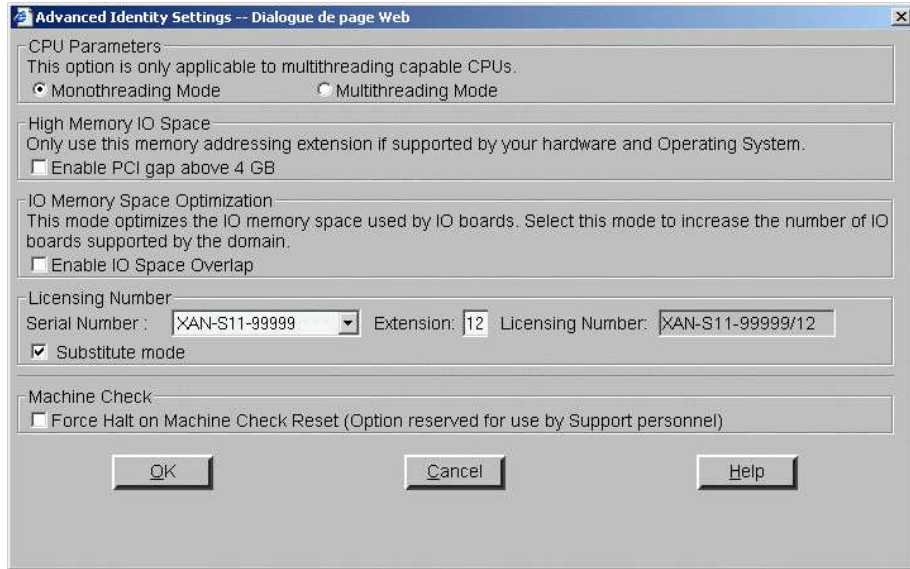 Advanced Identity Settings -- Dialogue de page Web
CPU Parameters
This option is only applicable to multithreading capable CPUs.
Monothreading Mode Multithreading Mode
High Memory IO Space
Only use this memory addressing extension if supported by your hardware and Operating System.
Enable PCI gap above 4 GB
IO Memory Space Optimization
This mode optimizes the IO memory space used by IO boards. Select this mode to increase the number of IO
boards supported by the domain.
Enable IO Space Overlap
Licensing Number
Serial Number : XAN-S11-99999 Extension: 12 Licensing Number: XAN-S11-99999/12
Substitute mode
Machine Check
Force Halt on Machine Check Reset (Option reserved for use by Support personnel)
OK Cancel Help